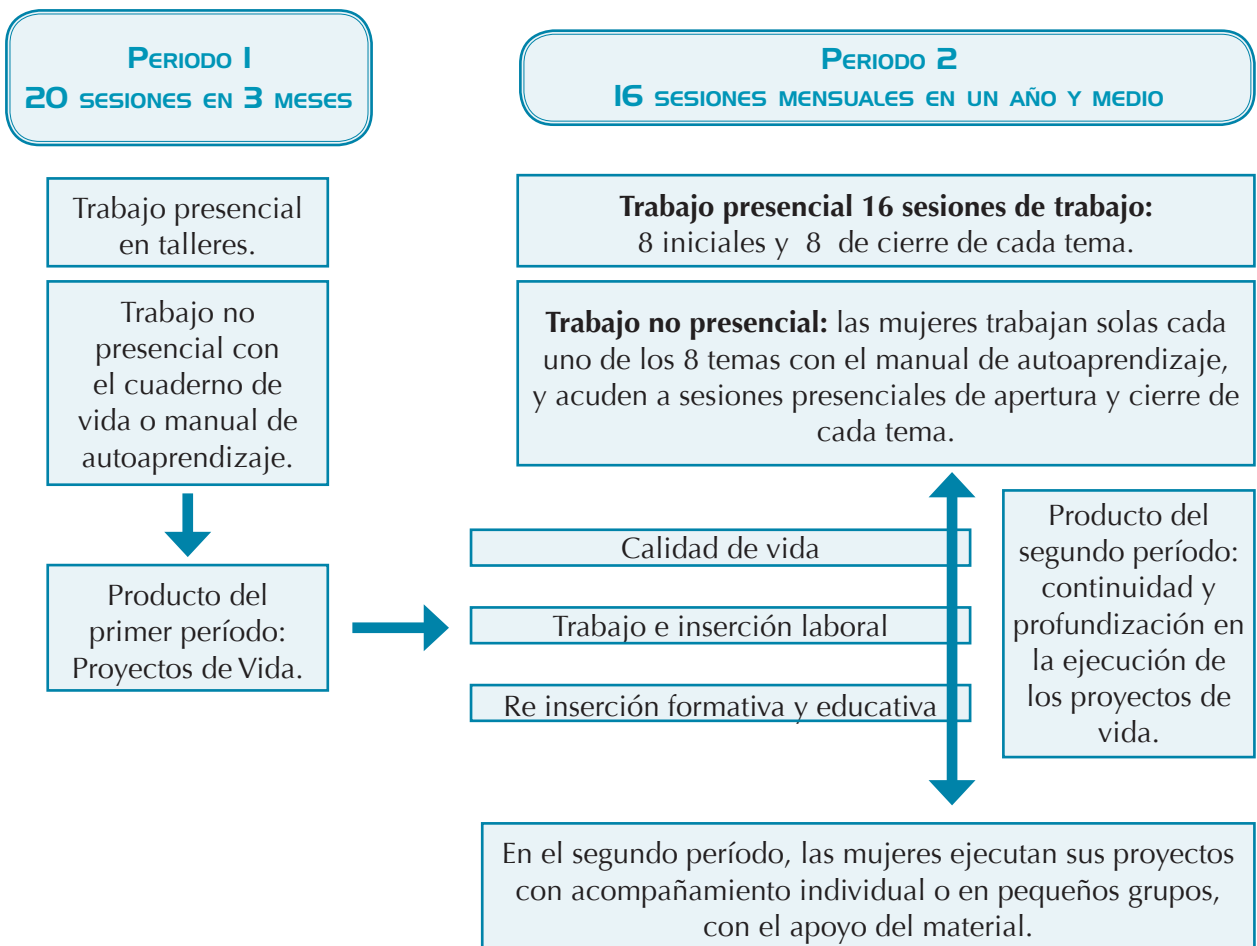 Periodo 1
20 sesiones en 3 meses
Trabajo presencial
en talleres.
Trabajo no
presencial con
el cuaderno de
vida o manual de
autoaprendizaje.
Producto del
primer período:
Proyectos de Vida.
Periodo 2
16 sesiones mensuales en un año y medio
Trabajo presencial 16 sesiones de trabajo:
8 iniciales y 8 de cierre de cada tema.
Trabajo no presencial: las mujeres trabajan solas cada
uno de los 8 temas con el manual de autoaprendizaje,
y acuden a sesiones presenciales de apertura y cierre de
cada tema.
Calidad de vida
Trabajo e inserción laboral
Re inserción formativa y educativa
Producto del
segundo período:
continuidad y
profundización en
la ejecución de
los proyectos de
vida.
En el segundo período, las mujeres ejecutan sus proyectos
con acompañamiento individual o en pequeños grupos,
con el apoyo del material.